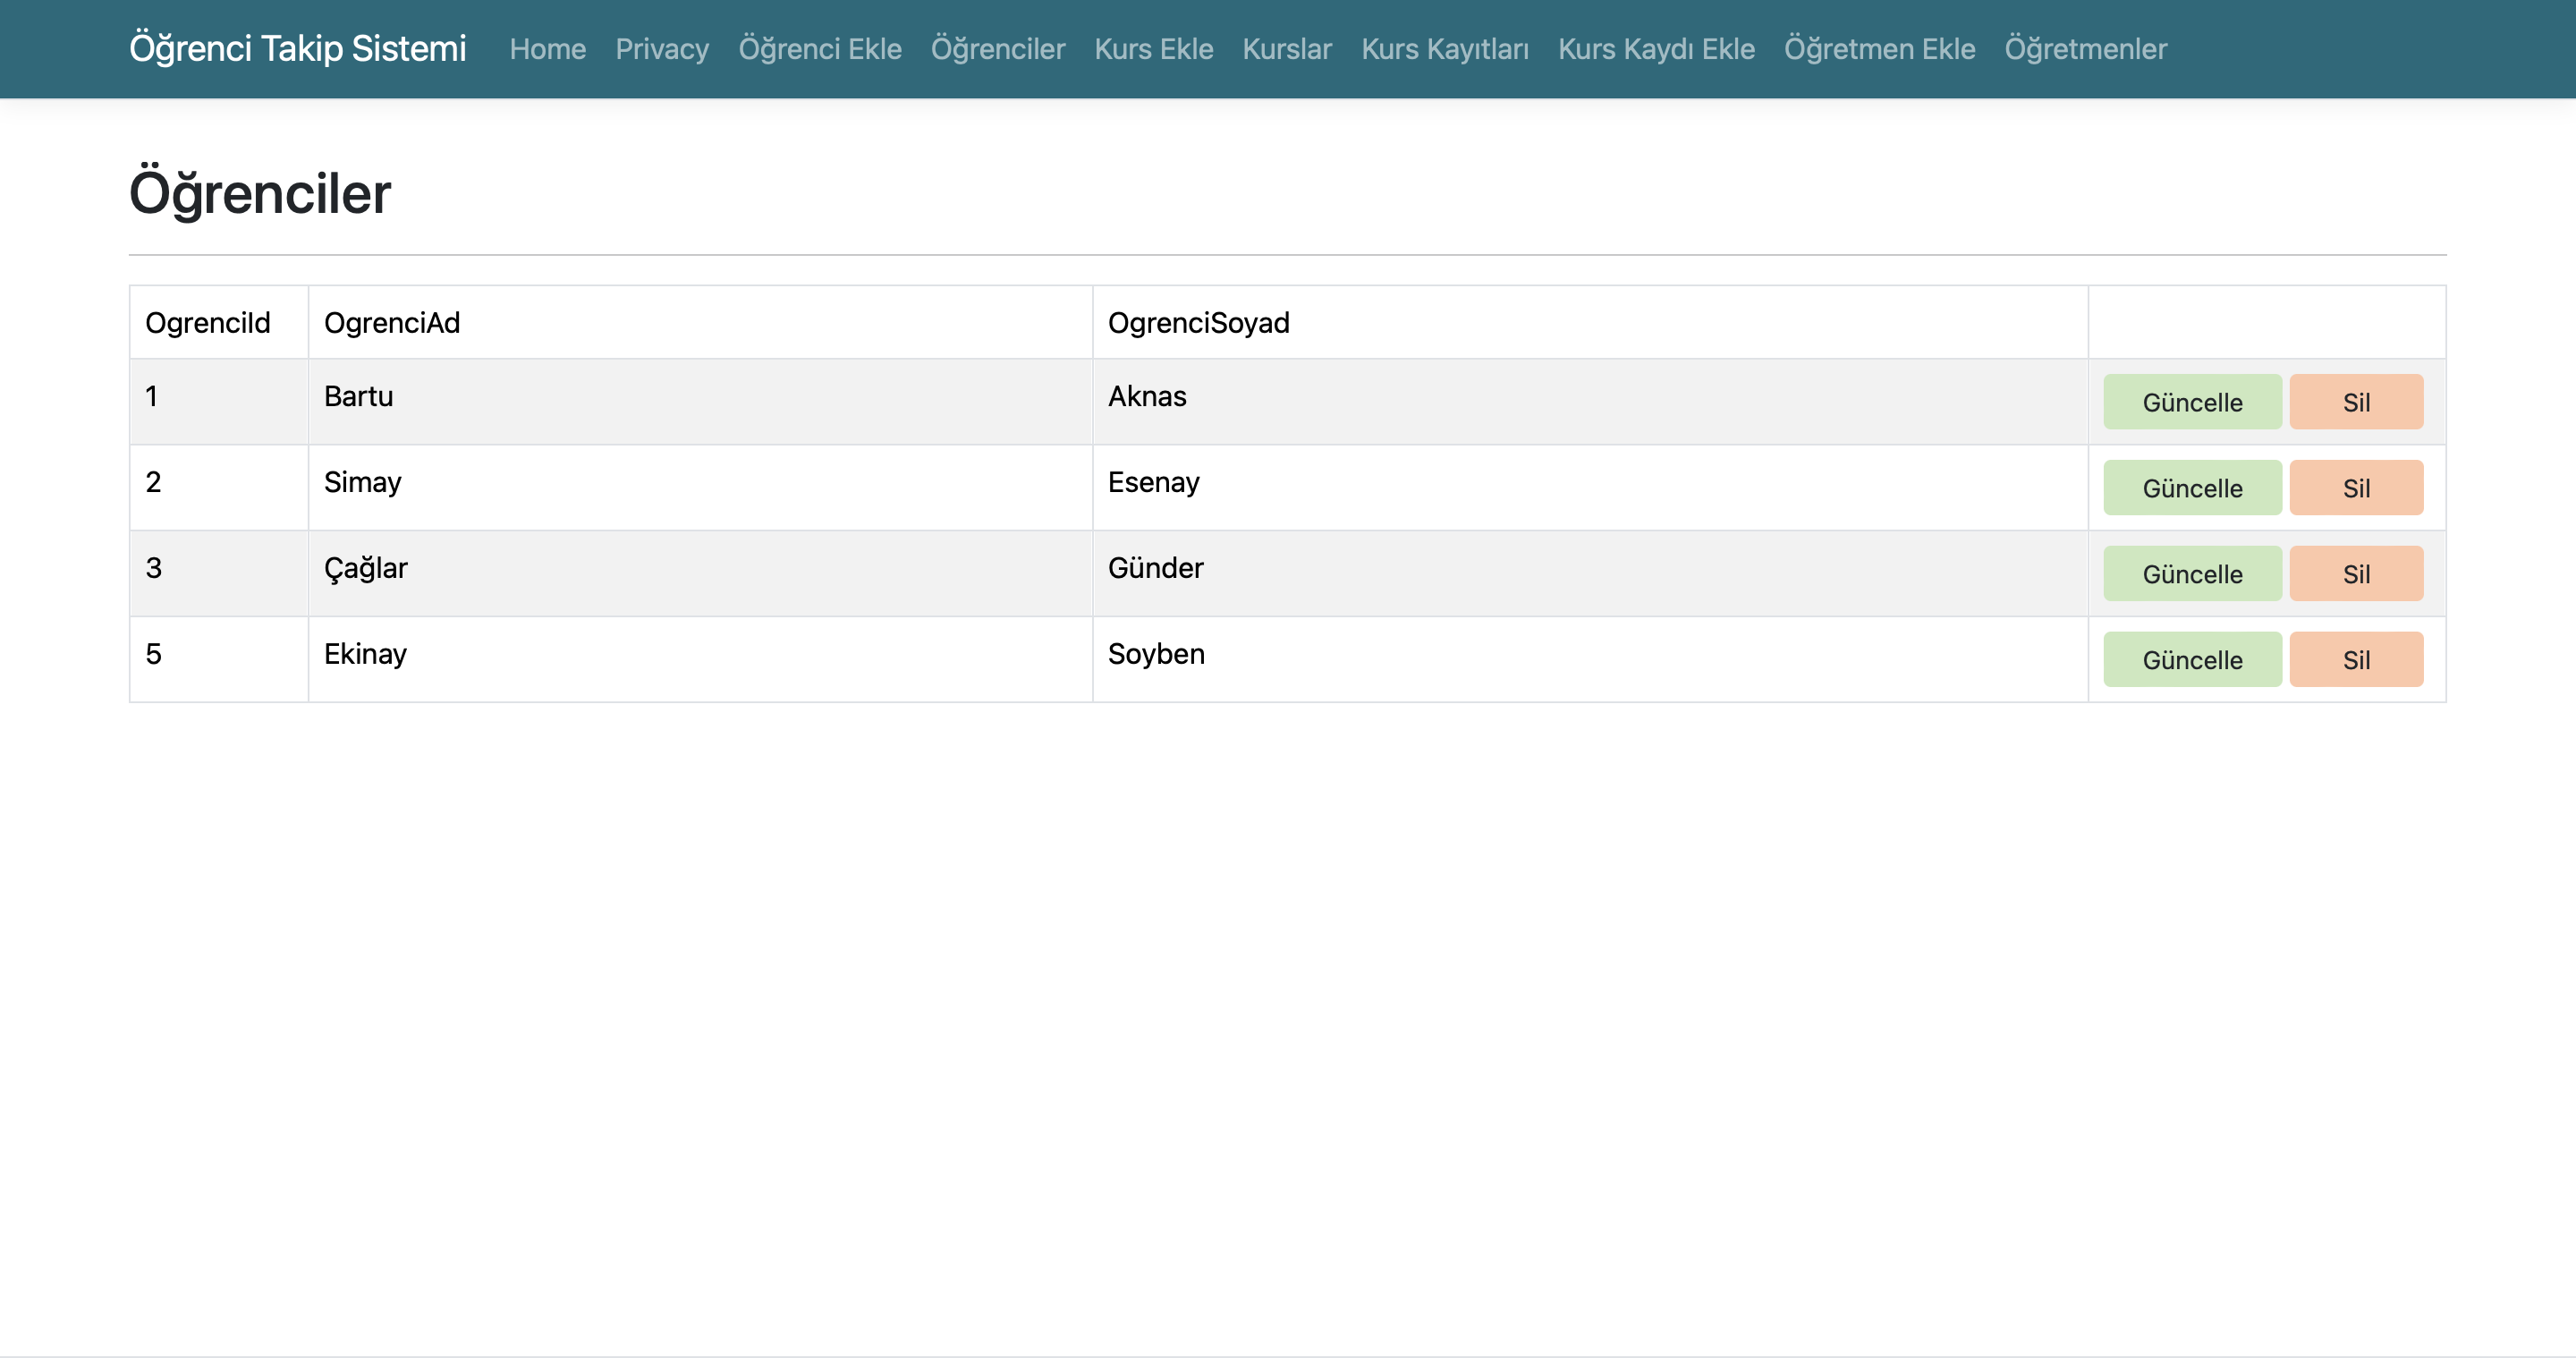 Öğrenci Takip Sistemi Home Privacy Öğrenci Ekle Öğrenciler Kurs Ekle Kurslar Kurs Kayıtları Kurs Kaydı Ekle Öğretmen Ekle Öğretmenler
Öğrenciler
OgrenciId OgrenciAd OgrenciSoyad
1 Bartu Aknas Güncelle Sil
2 Simay Esenay Güncelle Sil
3 Çağlar Günder Güncelle Sil
5 Ekinay Soyben Güncelle Sil